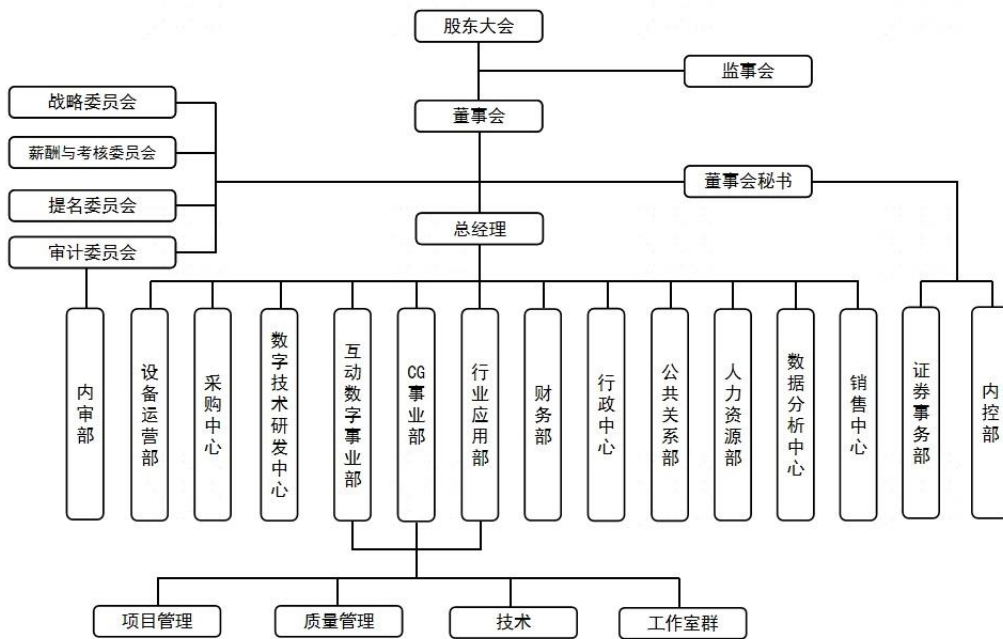 股东大会
监事会
战略委员会
董事会
薪酬与考核委员会
董事会秘书
提名委员会
总经理
审计委员会
内审部
设备运营部
采购中心
数字技术研发中心
互动数字事业部
CG事业部
行业应用部
财务部
行政中心
公共关系部
人力资源部
数据分析中心
销售中心
证券事务部
内控部
项目管理
质量管理
技术
工作室群